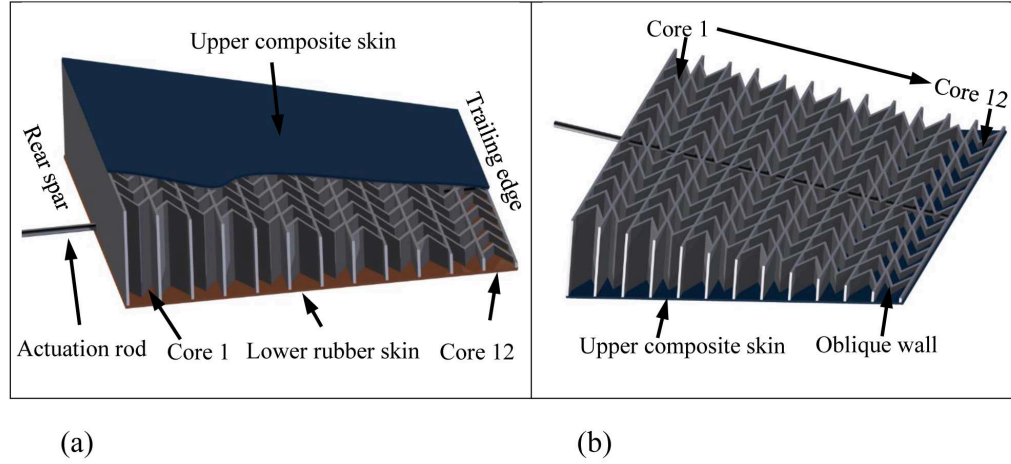 Upper composite skin
Rear spar
Trailing edge
Actuation rod
Core 1
Lower rubber skin
Core 12
(a)
Core 1
Core 12
Upper composite skin
Oblique wall
(b)